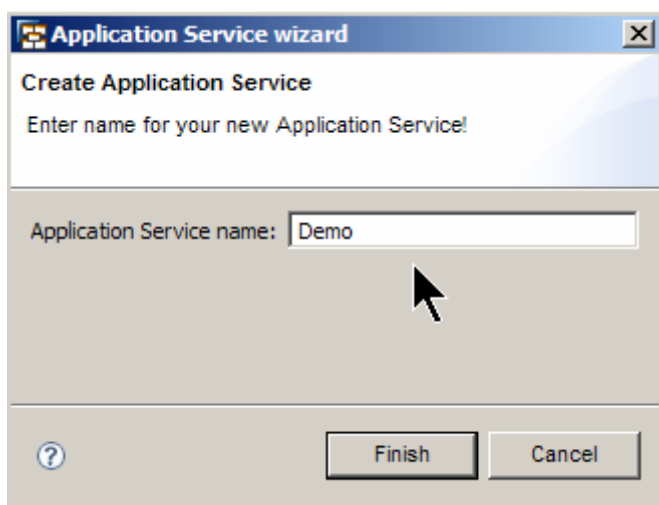 Application Service wizard
Create Application Service
Enter name for your new Application Service!
Application Service name: Demo
? Finish Cancel